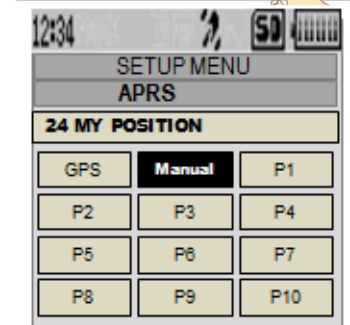 12:34 SD
SETUP MENU
APRS
24 MY POSITION
GPS Manual P1
P2 P3 P4
P5 P6 P7
P8 P9 P10